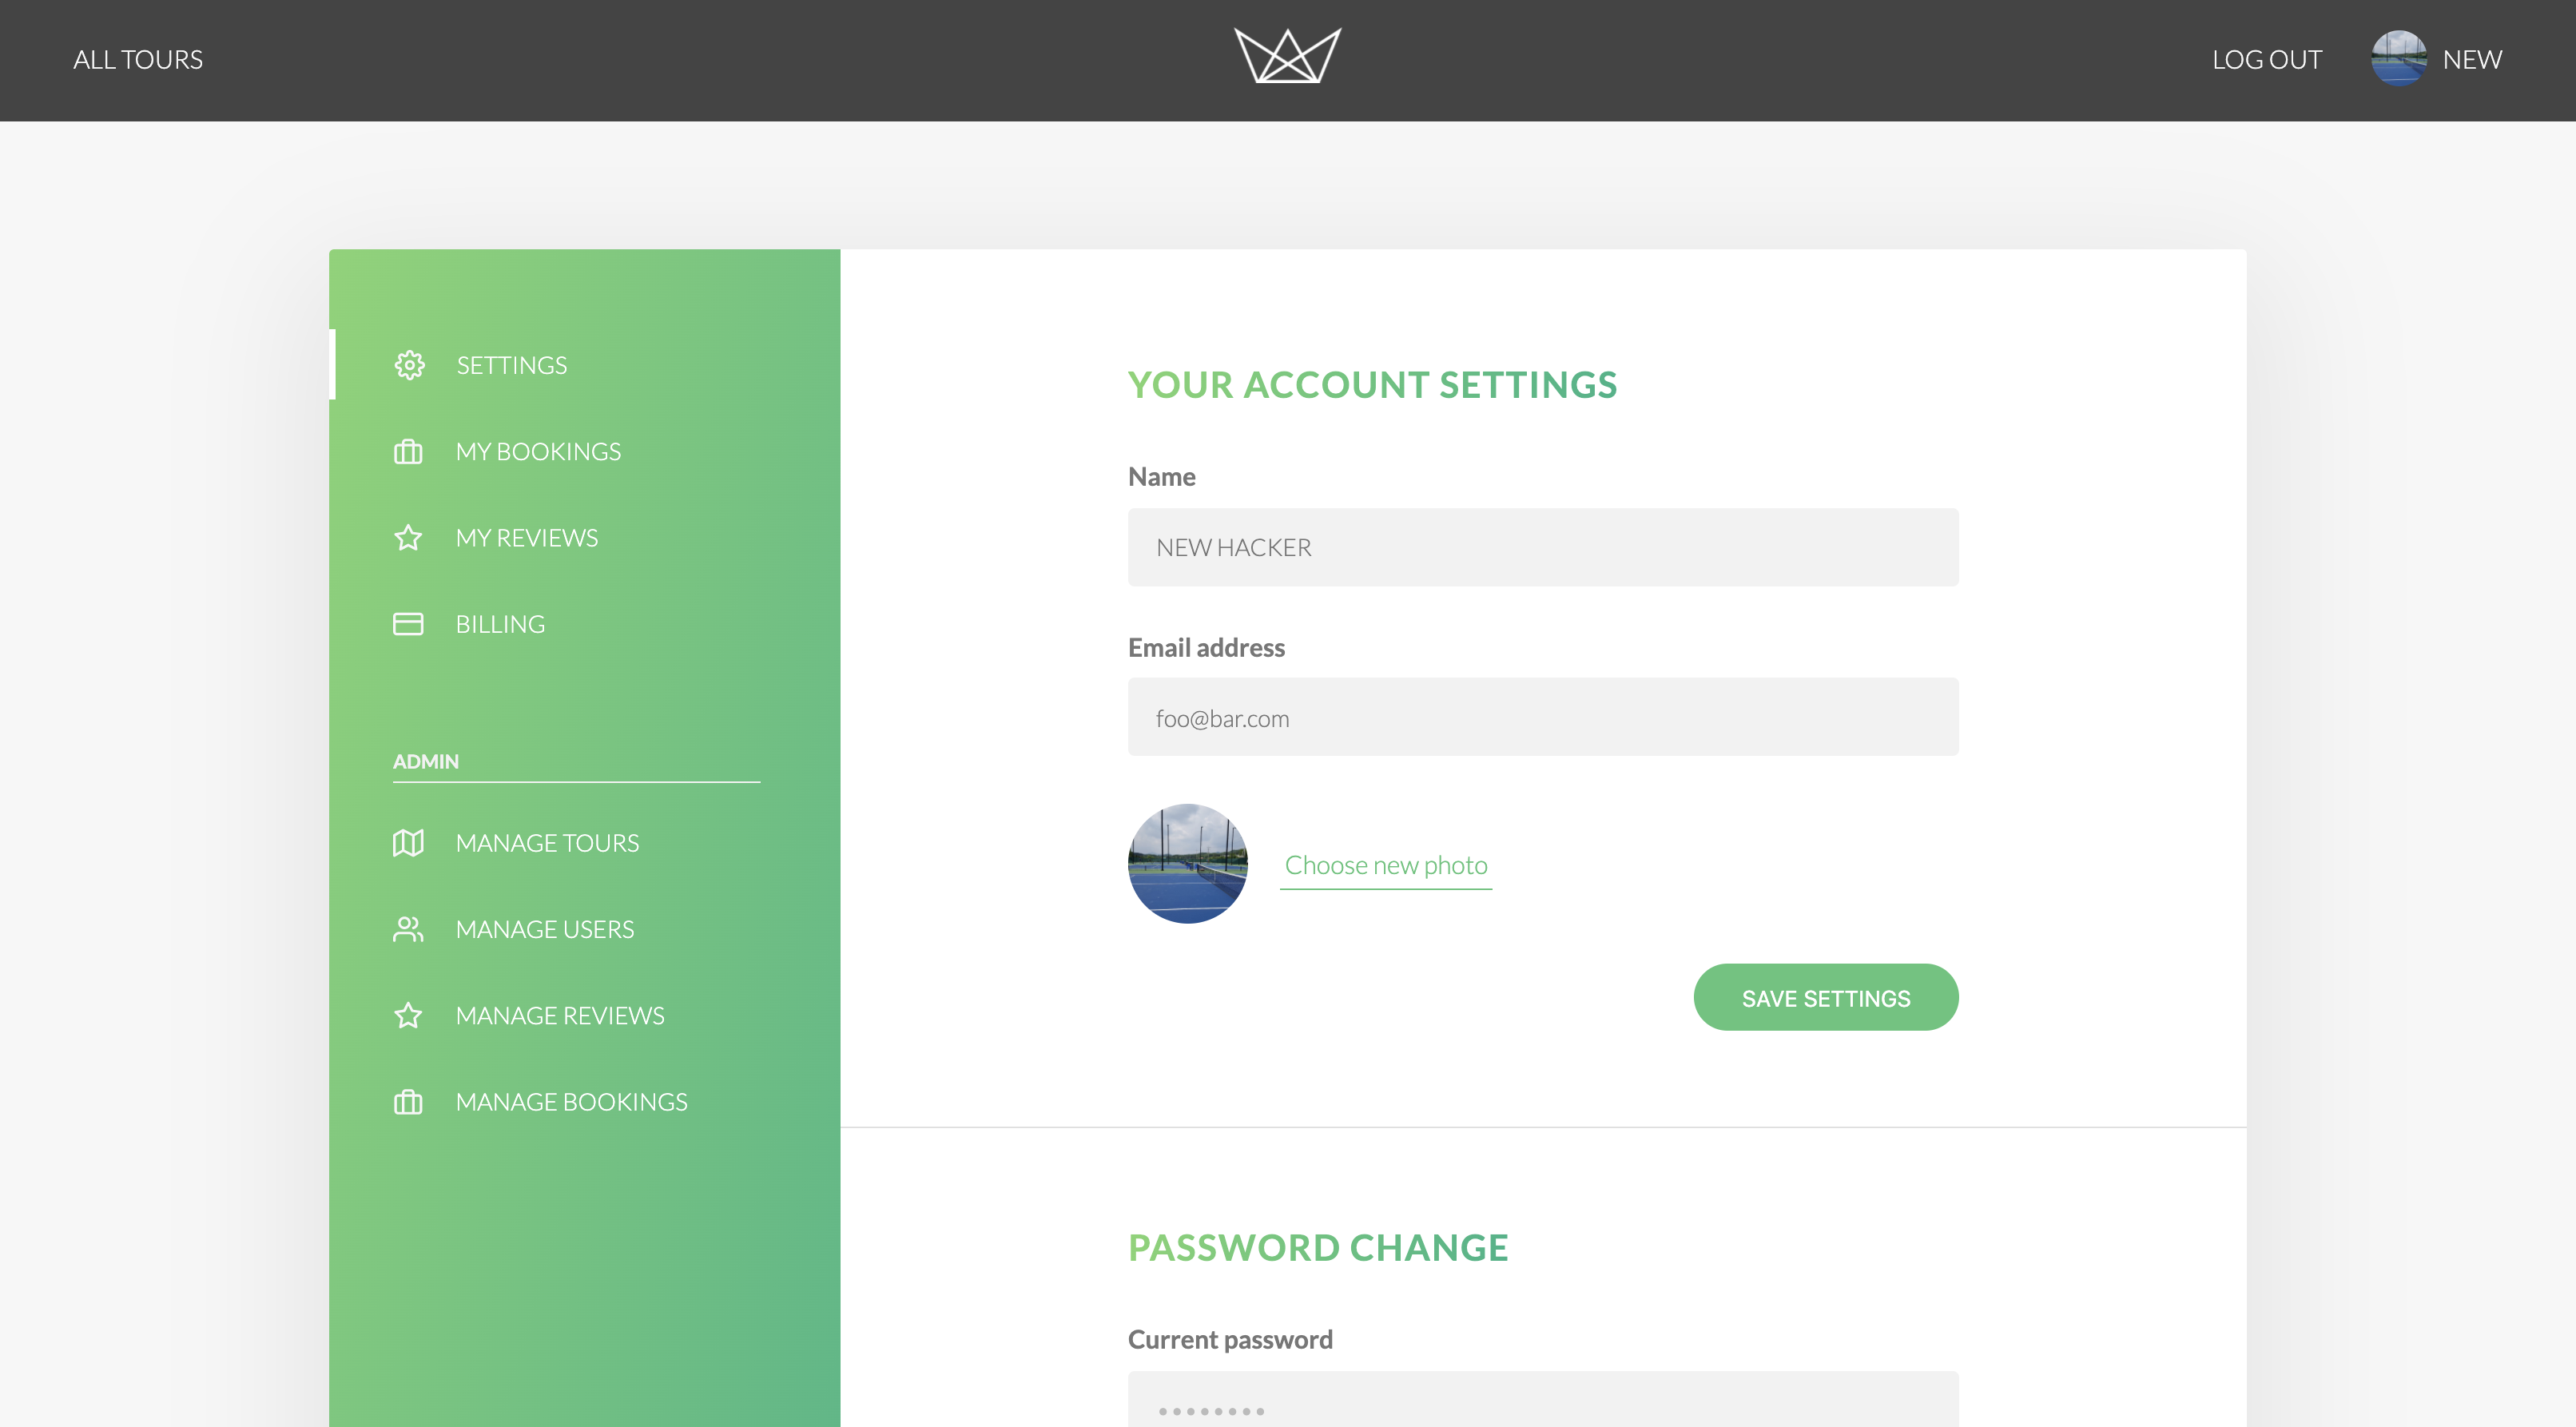 ALL TOURS
LOG OUT
NEW
SETTINGS
MY BOOKINGS
MY REVIEWS
BILLING
ADMIN
MANAGE TOURS
MANAGE USERS
MANAGE REVIEWS
MANAGE BOOKINGS
YOUR ACCOUNT SETTINGS
Name
NEW HACKER
Email address
foo@bar.com
Choose new photo
SAVE SETTINGS
PASSWORD CHANGE
Current password
••••••••